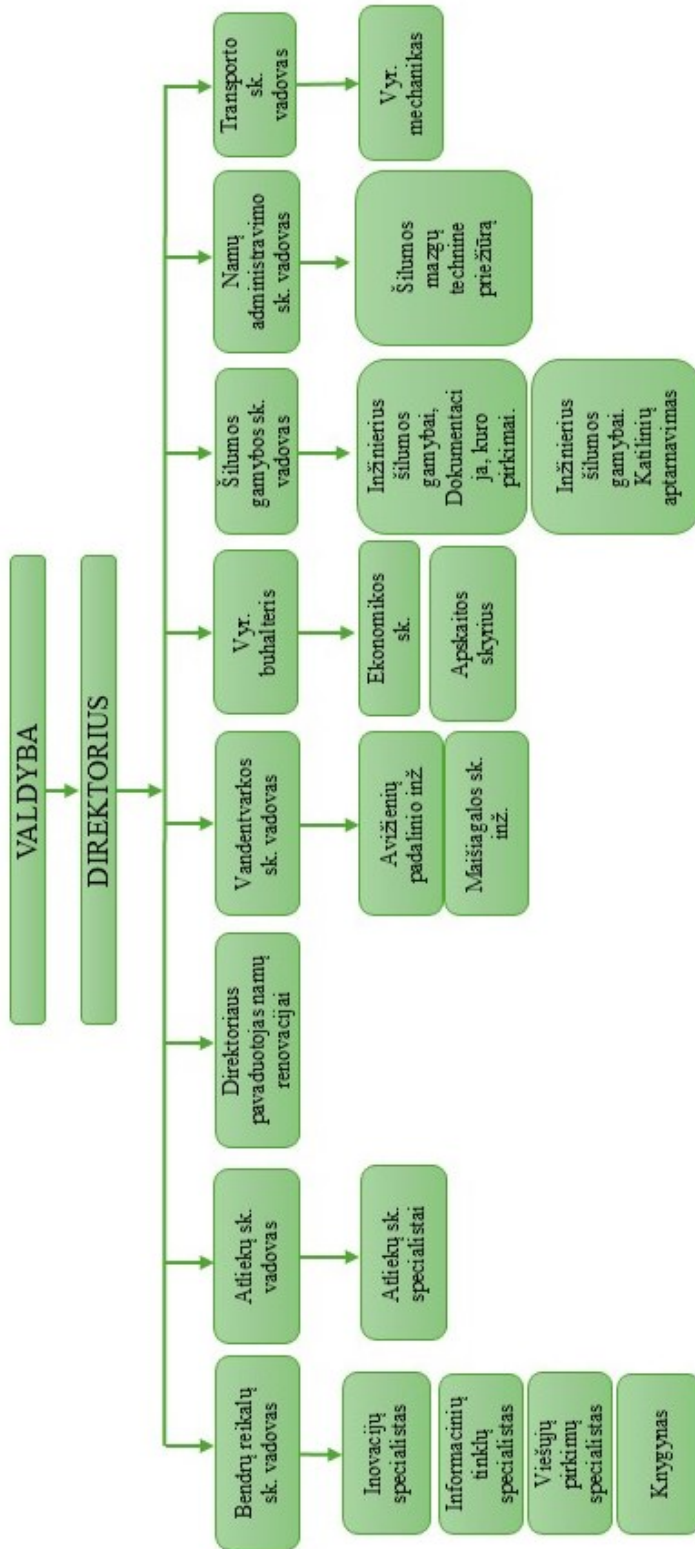 VALDYBA
DIREKTORIUS
Bendrų reikalų
sk. vadovas
Atliekų sk.
vadovas
Direktoriaus
pavaduotojas namų
renovacijai
Vandentvarkos
sk. vadovas
Vyr.
buhalteris
Šilumos
gamybos sk.
vadovas
Namų
administravimo
sk. vadovas
Transporto
sk.
vadovas
Inovacijų
specialistas
Informacinių
tinklų
specialistas
Viešųjų
pirkimų
specialistas
Knygynas
Atliekų sk.
specialistai
Avižienių
padalinio inž.
Maišiagalos sk.
inž.
Ekonomikos
sk.
Apskaitos
skyrius
Inžinierius
šilumos
gamybai,
Dokumentaci
ja, kuro
pirkimai.
Inžinierius
šilumos
gamybai.
Katilinių
aptarnavimas
Šilumos
mazgų
technine
priežiūrą
Vyr.
mechanikas